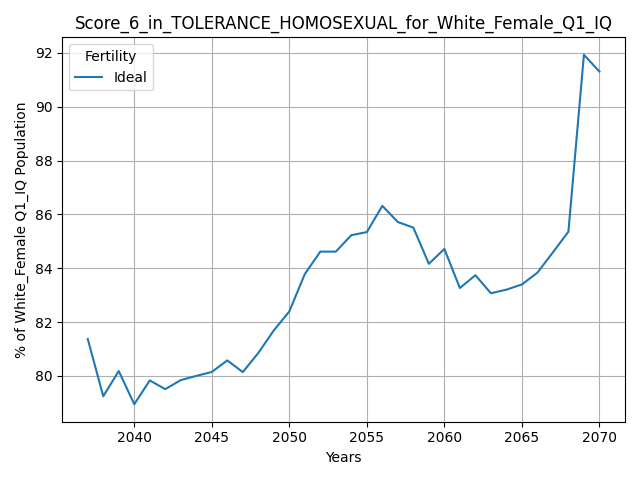 Score_6_in_TOLERANCE_HOMOSEXUAL_for_White_Female_Q1_IQ
Fertility
Ideal
% of White_Female Q1_IQ Population
92
90
88
86
84
82
80
2040
2045
2050
2055
2060
2065
2070
Years